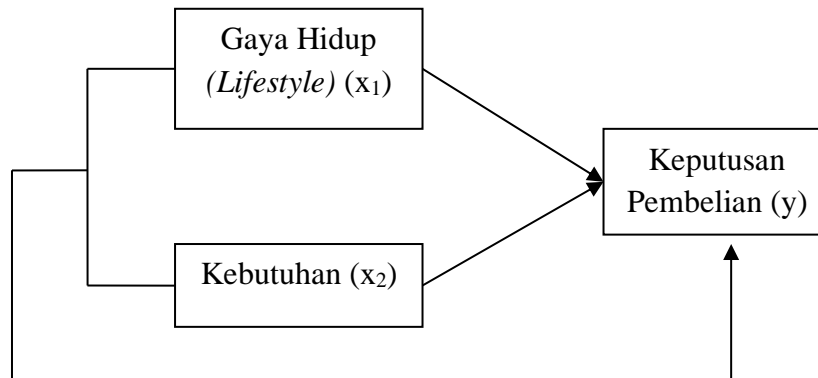 Gaya Hidup
(Lifestyle) (x₁)
Keputusan
Pembelian (y)
Kebutuhan (x₂)